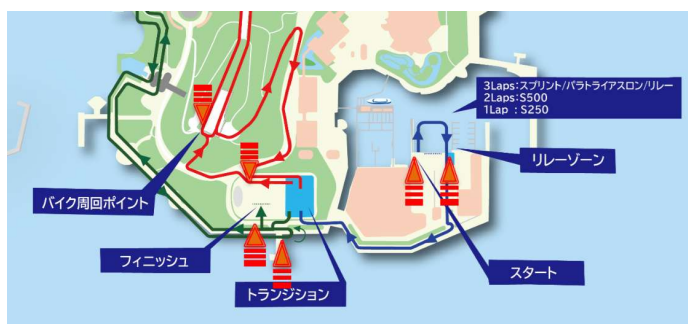 3Laps:スプリント/パラトライアスロン/リレー
2Laps:S500
1Lap :S250
リレーゾーン
バイク周回ポイント
フィニッシュ
スタート
トランジション